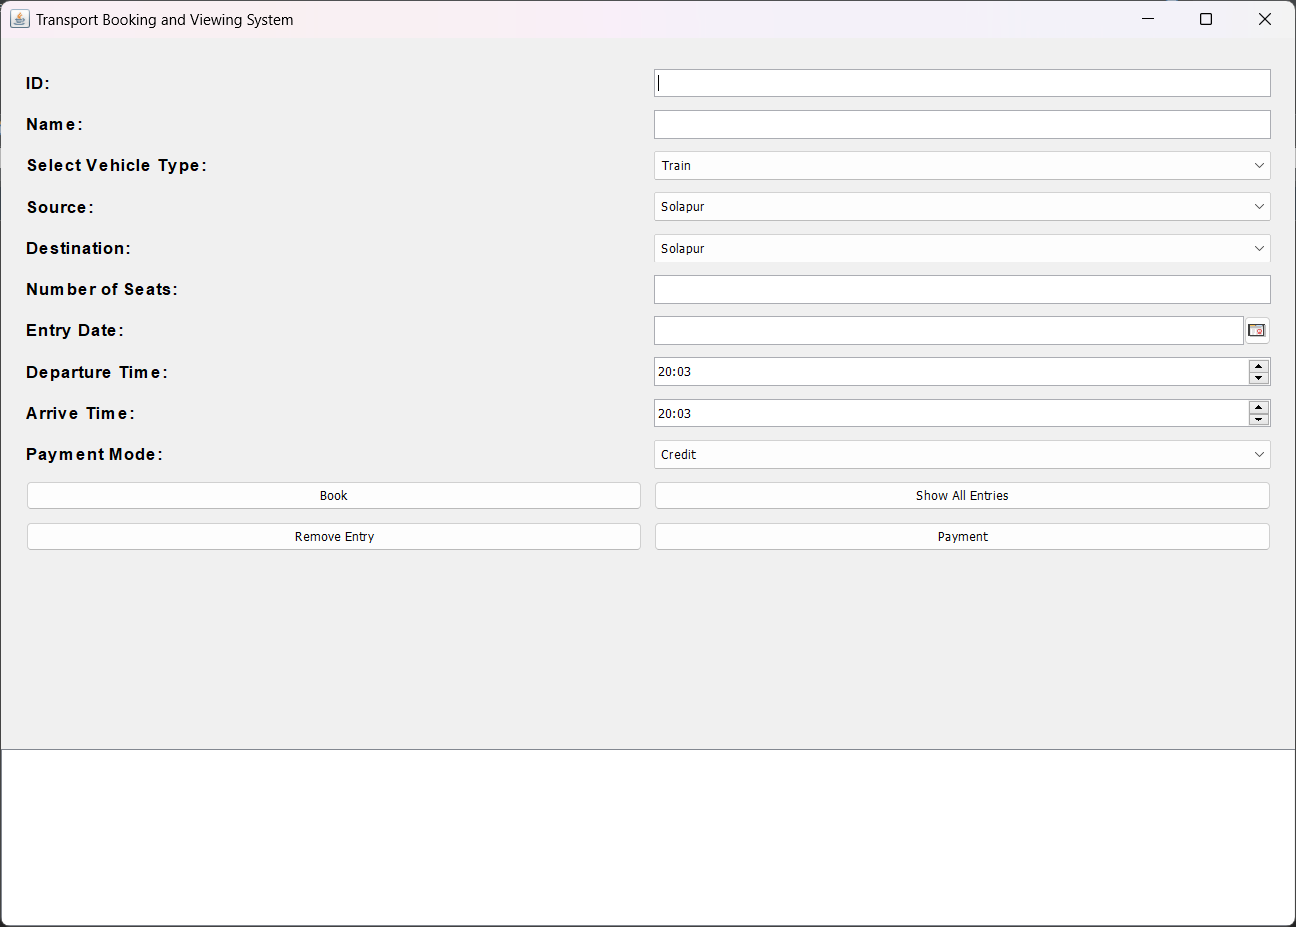 Transport Booking and Viewing System
ID:
Name:
Select Vehicle Type: Train
Source: Solapur
Destination: Solapur
Number of Seats:
Entry Date:
Departure Time: 20:03
Arrive Time: 20:03
Payment Mode: Credit
Book Show All Entries
Remove Entry Payment